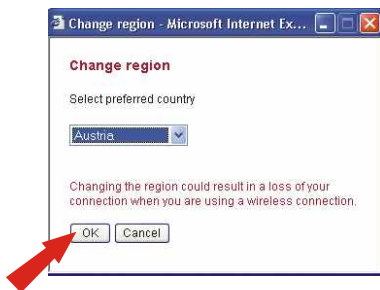 Change region - Microsoft Internet Ex...
Change region
Select preferred country
Austria
Changing the region could result in a loss of your
connection when you are using a wireless connection.
OK Cancel